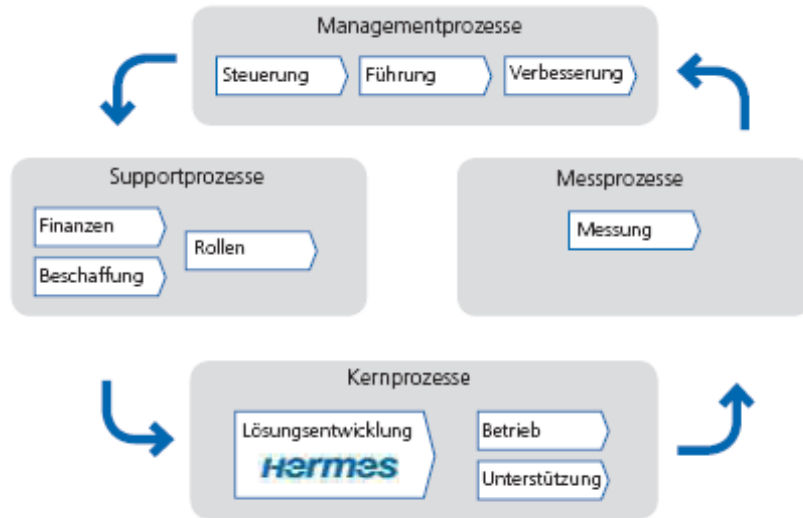 Managementprozesse
Steuerung
Führung
Verbesserung
Supportprozesse
Finanzen
Beschaffung
Rollen
Messprozesse
Messung
Kernprozesse
Lösungsentwicklung
Hermes
Betrieb
Unterstützung